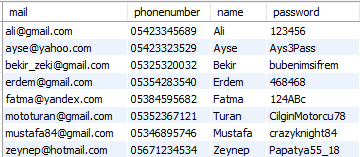 mail phonenumber name password
ali@gmail.com 05423345689 Ali 123456
ayse@yahoo.com 05423323529 Ayse Ays3Pass
bekir_zeki@gmail.com 05325320032 Bekir bubenimsifrem
erdem@gmail.com 05354283540 Erdem 468468
fatma@yandex.com 05384595682 Fatma 124ABc
mototuran@gmail.com 05352367121 Turan CilginMotorcu78
mustafa84@gmail.com 05346895746 Mustafa crazyknight84
zeynep@hotmail.com 05671234534 Zeynep Papatya55_18